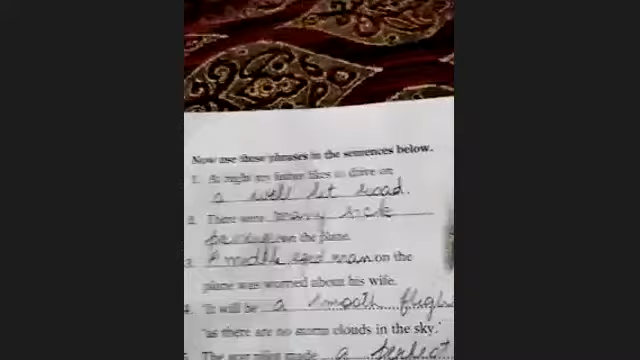 Now use these phrases in the sentences below.
1. At night my father likes to drive on
a well lit road.
2. There were many sick
on the plane.
3. A middle aged man on the
plane was worried about his wife.
4. 'It will be a smooth flight
'as there are no storm clouds in the sky.'
5. The pilot made a perfect